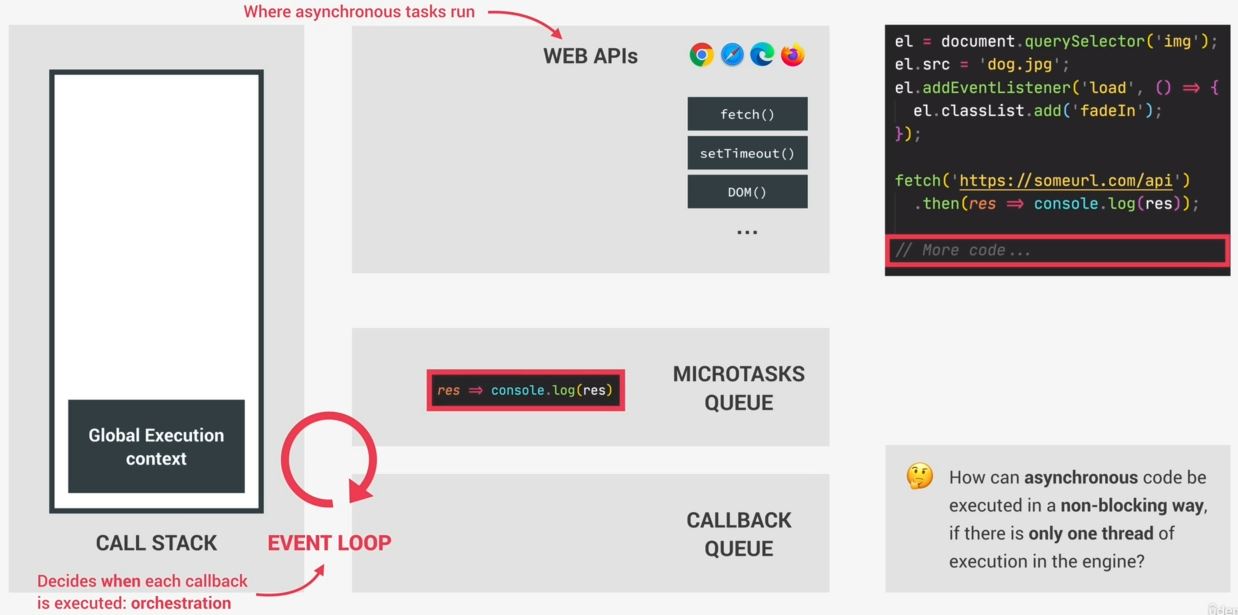 Where asynchronous tasks run
WEB APIs
fetch()
setTimeout()
DOM()
...
el = document.querySelector('img');
el.src = 'dog.jpg';
el.addEventListener('load', () => {
  el.classList.add('fadeIn');
});
fetch('https://someurl.com/api')
  .then(res => console.log(res));
// More code...
Global Execution
context
CALL STACK
EVENT LOOP
Decides when each callback
is executed: orchestration
res => console.log(res)
MICROTASKS
QUEUE
CALLBACK
QUEUE
How can asynchronous code be
executed in a non-blocking way,
if there is only one thread of
execution in the engine?